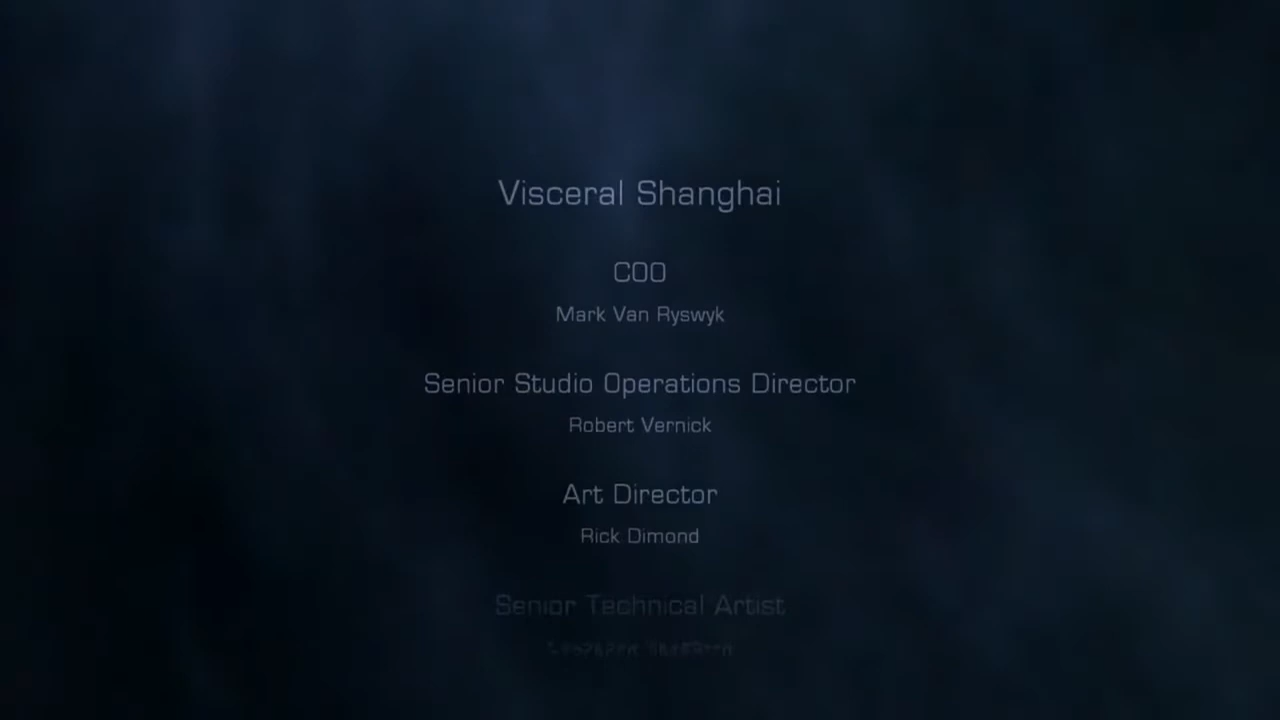 Visceral Shanghai
COO
Mark Van Ryswyk
Senior Studio Operations Director
Robert Vernick
Art Director
Rick Dimond
Senior Technical Artist